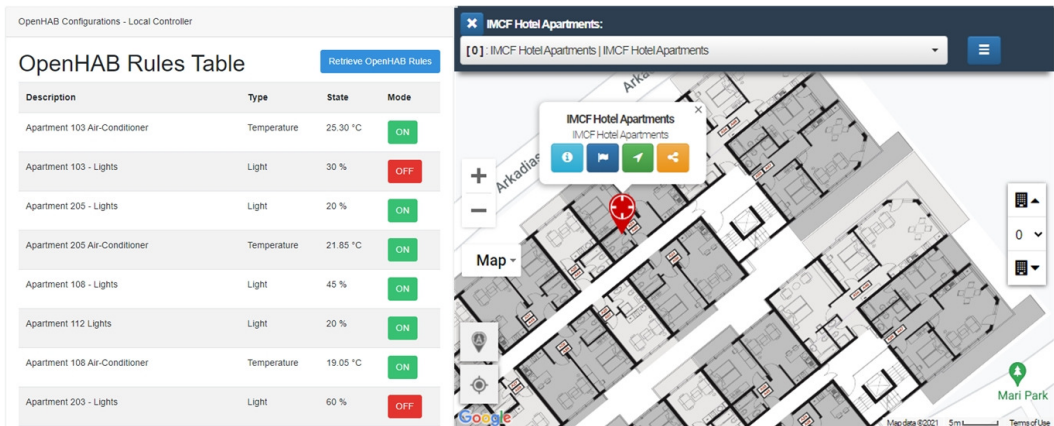 OpenHAB Configurations - Local Controller
OpenHAB Rules Table
Retrieve OpenHAB Rules
Description Type State Mode
Apartment 103 Air-Conditioner Temperature 25.30 °C ON
Apartment 103 - Lights Light 30 % OFF
Apartment 205 - Lights Light 20 % ON
Apartment 205 Air-Conditioner Temperature 21.85 °C ON
Apartment 108 - Lights Light 45 % ON
Apartment 112 Lights Light 20 % ON
Apartment 108 Air-Conditioner Temperature 19.05 °C ON
Apartment 203 - Lights Light 60 % OFF
IMCF Hotel Apartments:
[0]: IMCF Hotel Apartments | IMCF Hotel Apartments
IMCF Hotel Apartments
IMCF Hotel Apartments
Arkadias
Map
0
A
Mari Park
Google
Map data ©2021 5 m Terms of Use